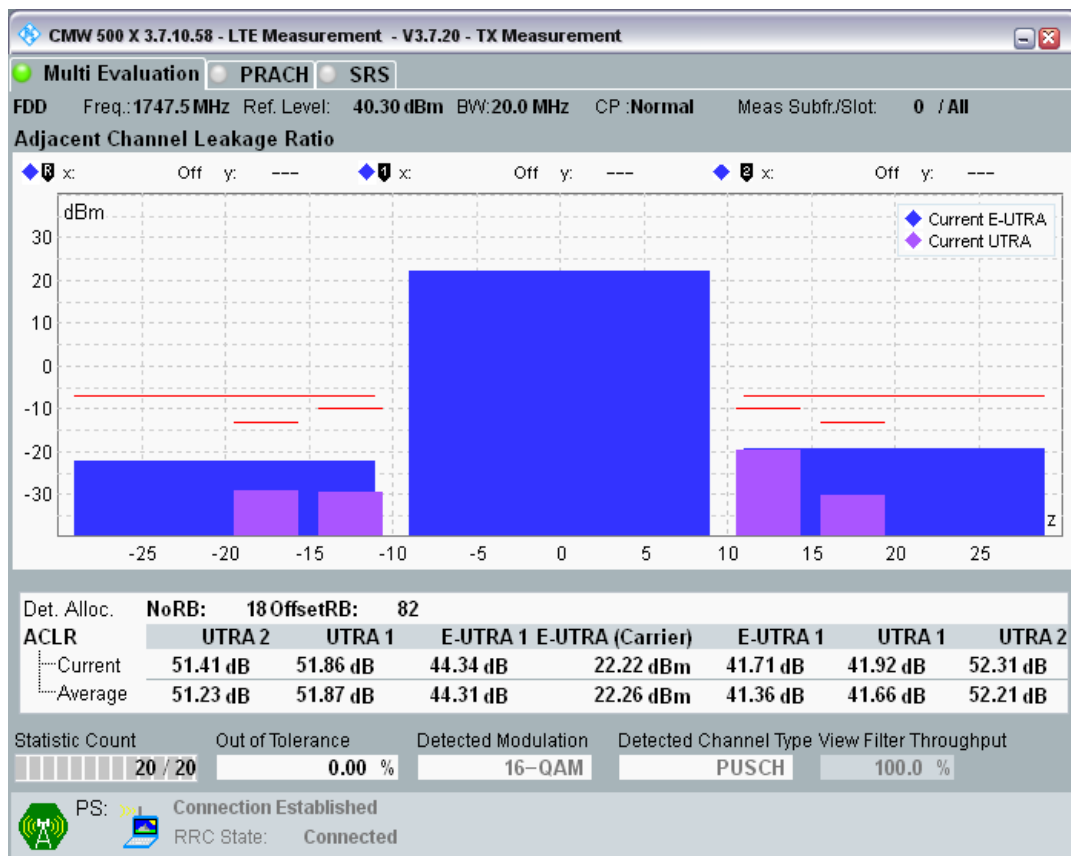 CMW 500 X 3.7.10.58 - LTE Measurement - V3.7.20 - TX Measurement
Multi Evaluation PRACH SRS
FDD Freq.:1747.5 MHz Ref. Level: 40.30 dBm BW:20.0 MHz CP :Normal Meas Subfr./Slot: 0 / All
Adjacent Channel Leakage Ratio
R x: Off y: --- 1 x: Off y: --- 2 x: Off y: ---
dBm
Current E-UTRA
Current UTRA
30
20
10
0
-10
-20
-30
z
-25 -20 -15 -10 -5 0 5 10 15 20 25
Det. Alloc. NoRB: 18 OffsetRB: 82
ACLR UTRA 2 UTRA 1 E-UTRA 1 E-UTRA (Carrier) E-UTRA 1 UTRA 1 UTRA 2
Current 51.41 dB 51.86 dB 44.34 dB 22.22 dBm 41.71 dB 41.92 dB 52.31 dB
Average 51.23 dB 51.87 dB 44.31 dB 22.26 dBm 41.36 dB 41.66 dB 52.21 dB
Statistic Count Out of Tolerance Detected Modulation Detected Channel Type View Filter Throughput
20 / 20 0.00 % 16-QAM PUSCH 100.0 %
PS: Connection Established
RRC State: Connected